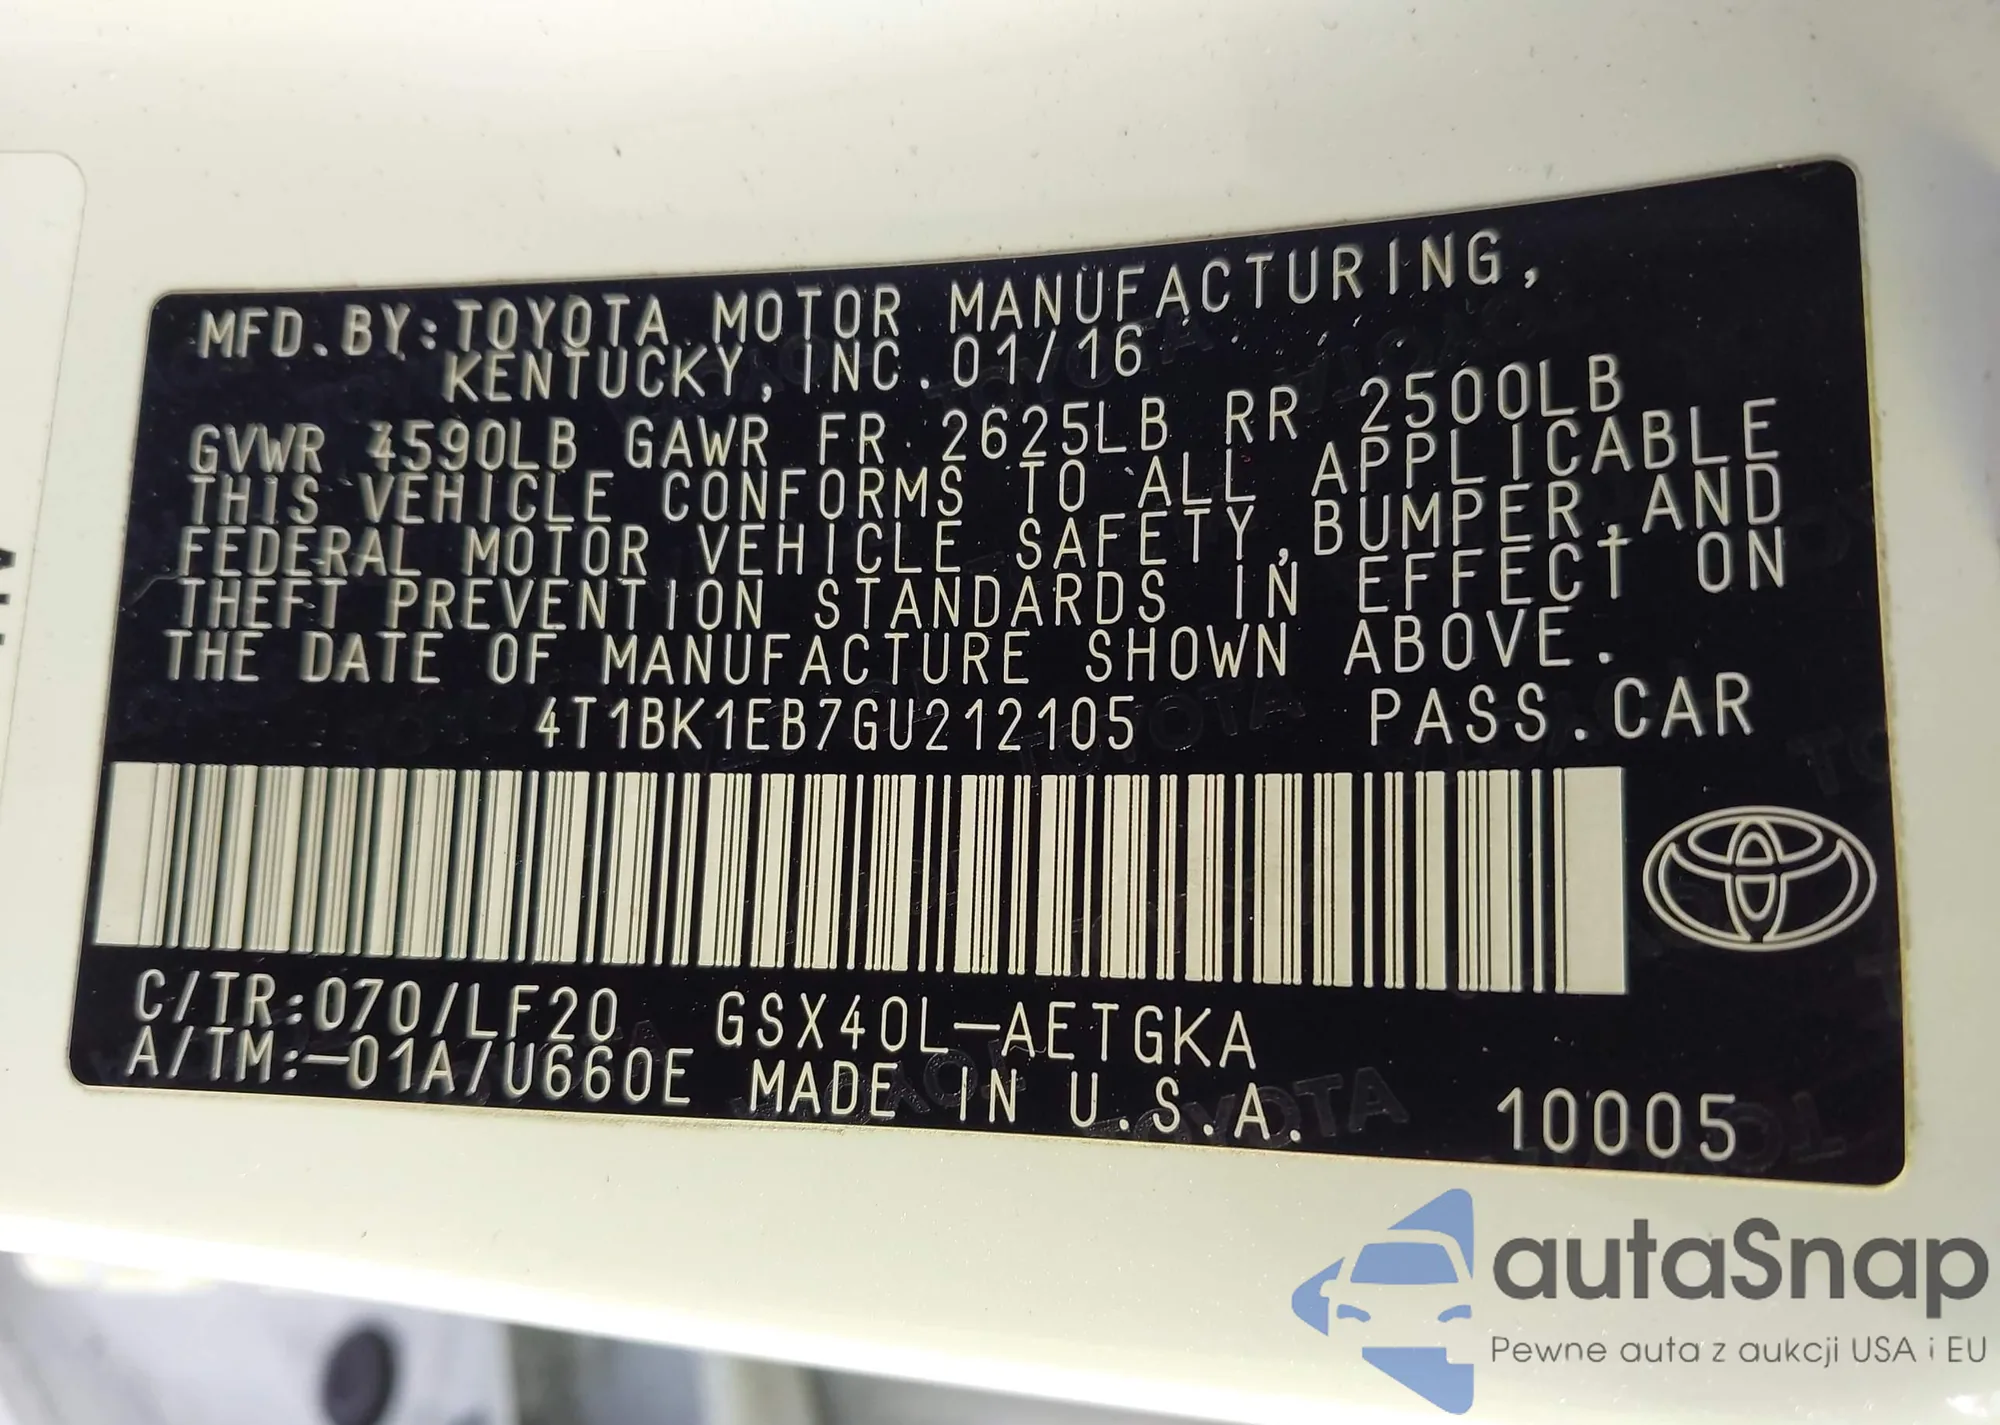 MFD.BY:TOYOTA MOTOR MANUFACTURING,
KENTUCKY,INC.01/16
GVWR 4590LB GAWR FR 2625LB RR 2500LB
THIS VEHICLE CONFORMS TO ALL APPLICABLE
FEDERAL MOTOR VEHICLE SAFETY,BUMPER,AND
THEFT PREVENTION STANDARDS IN EFFECT ON
THE DATE OF MANUFACTURE SHOWN ABOVE.
4T1BK1EB7GU212105 PASS.CAR
C/TR:070/LF20 GSX40L-AETGKA
A/TM:-01A/U660E MADE IN U.S.A. 10005
autaSnap
Pewne auta z aukcji USA i EU